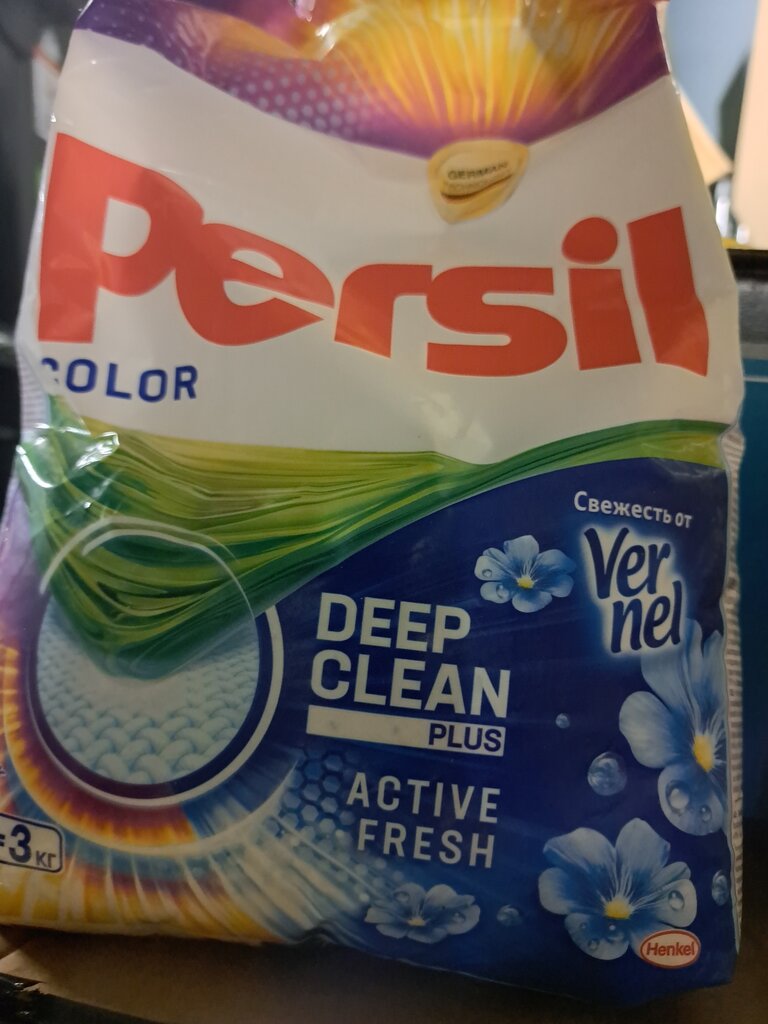 GERMAN
Persil
COLOR
Свежесть от
Ver
nel
DEEP
CLEAN
PLUS
ACTIVE
FRESH
=3 кг
Henkel